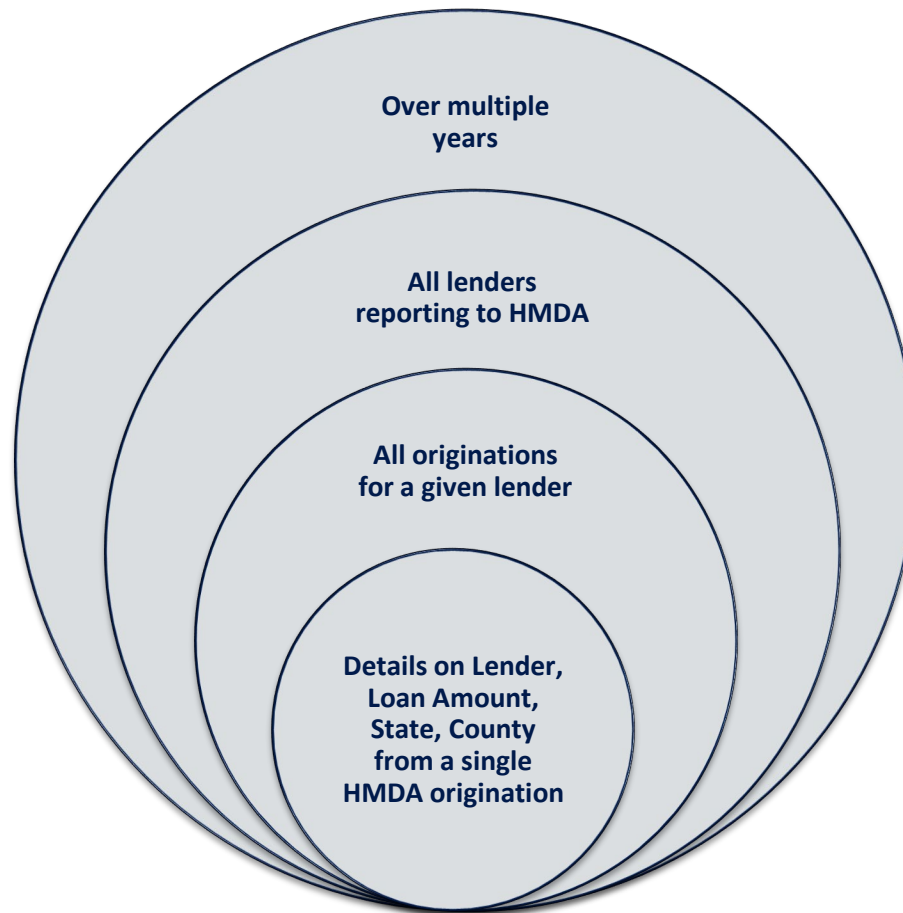 Over multiple
years
All lenders
reporting to HMDA
All originations
for a given lender
Details on Lender,
Loan Amount,
State, County
from a single
HMDA origination